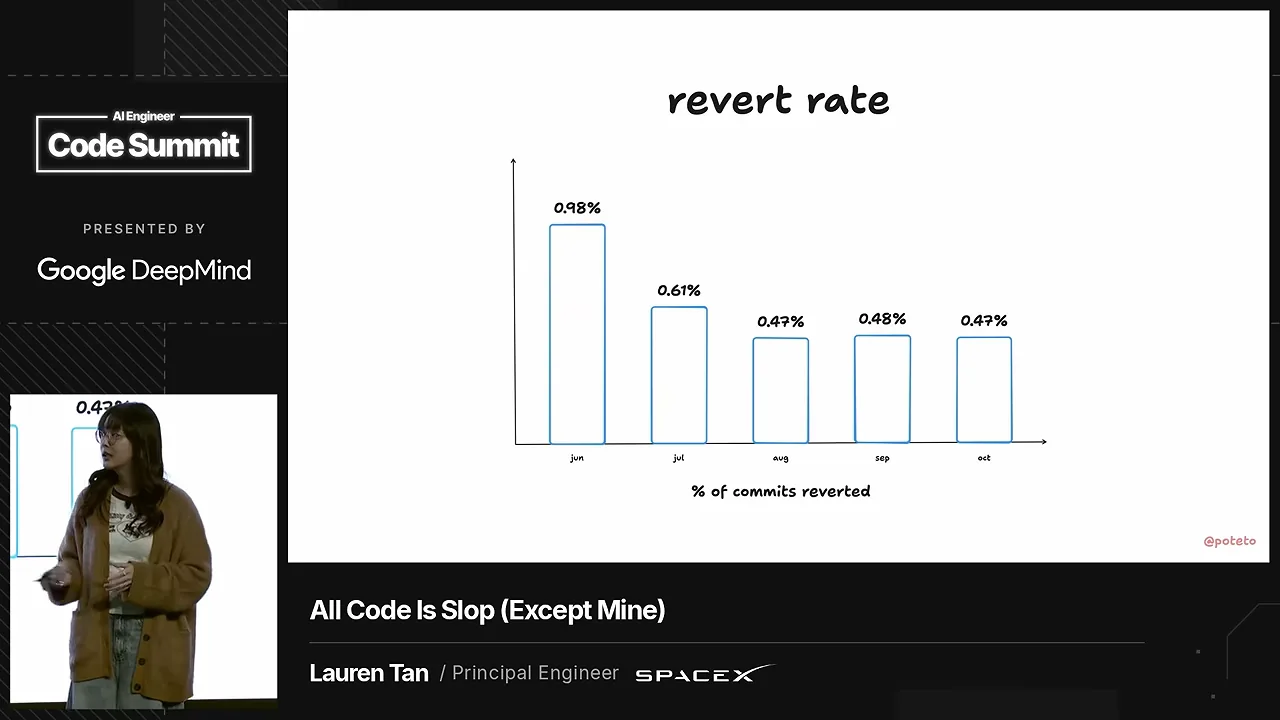 AI Engineer
Code Summit
PRESENTED BY
Google DeepMind
revert rate
0.98%
0.61%
0.47%
0.48%
0.47%
jun
jul
aug
sep
oct
% of commits reverted
@poteto
0.47%
All Code Is Slop (Except Mine)
Lauren Tan / Principal Engineer SPACEX